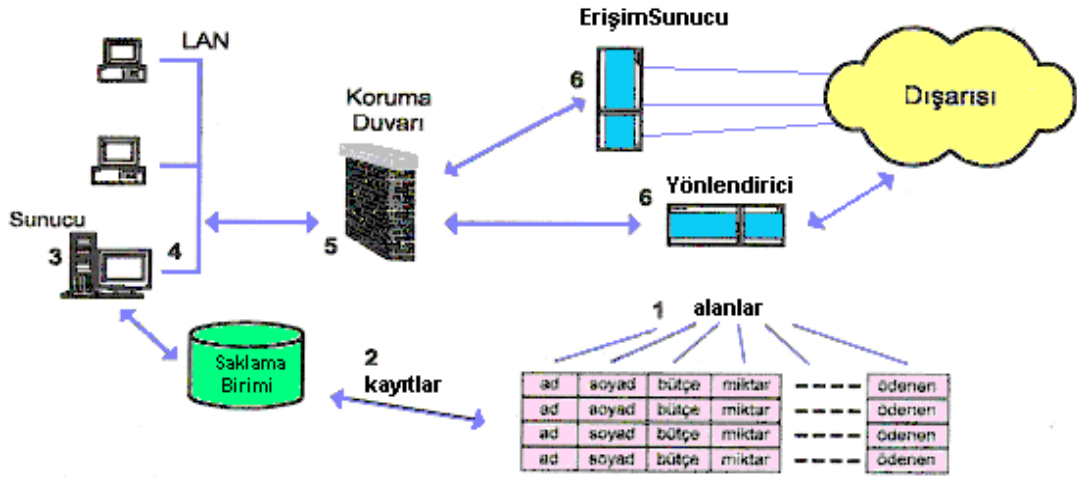 ErişimSunucu
LAN
6
Dışarısı
Koruma
Duvarı
Yönlendirici
6
Sunucu
3
4
5
1 alanlar
Saklama
Birimi
2
kayıtlar
ad soyad bütçe miktar ---- ödenen
ad soyad bütçe miktar ---- ödenen
ad soyad bütçe miktar ---- ödenen
ad soyad bütçe miktar ---- ödenen